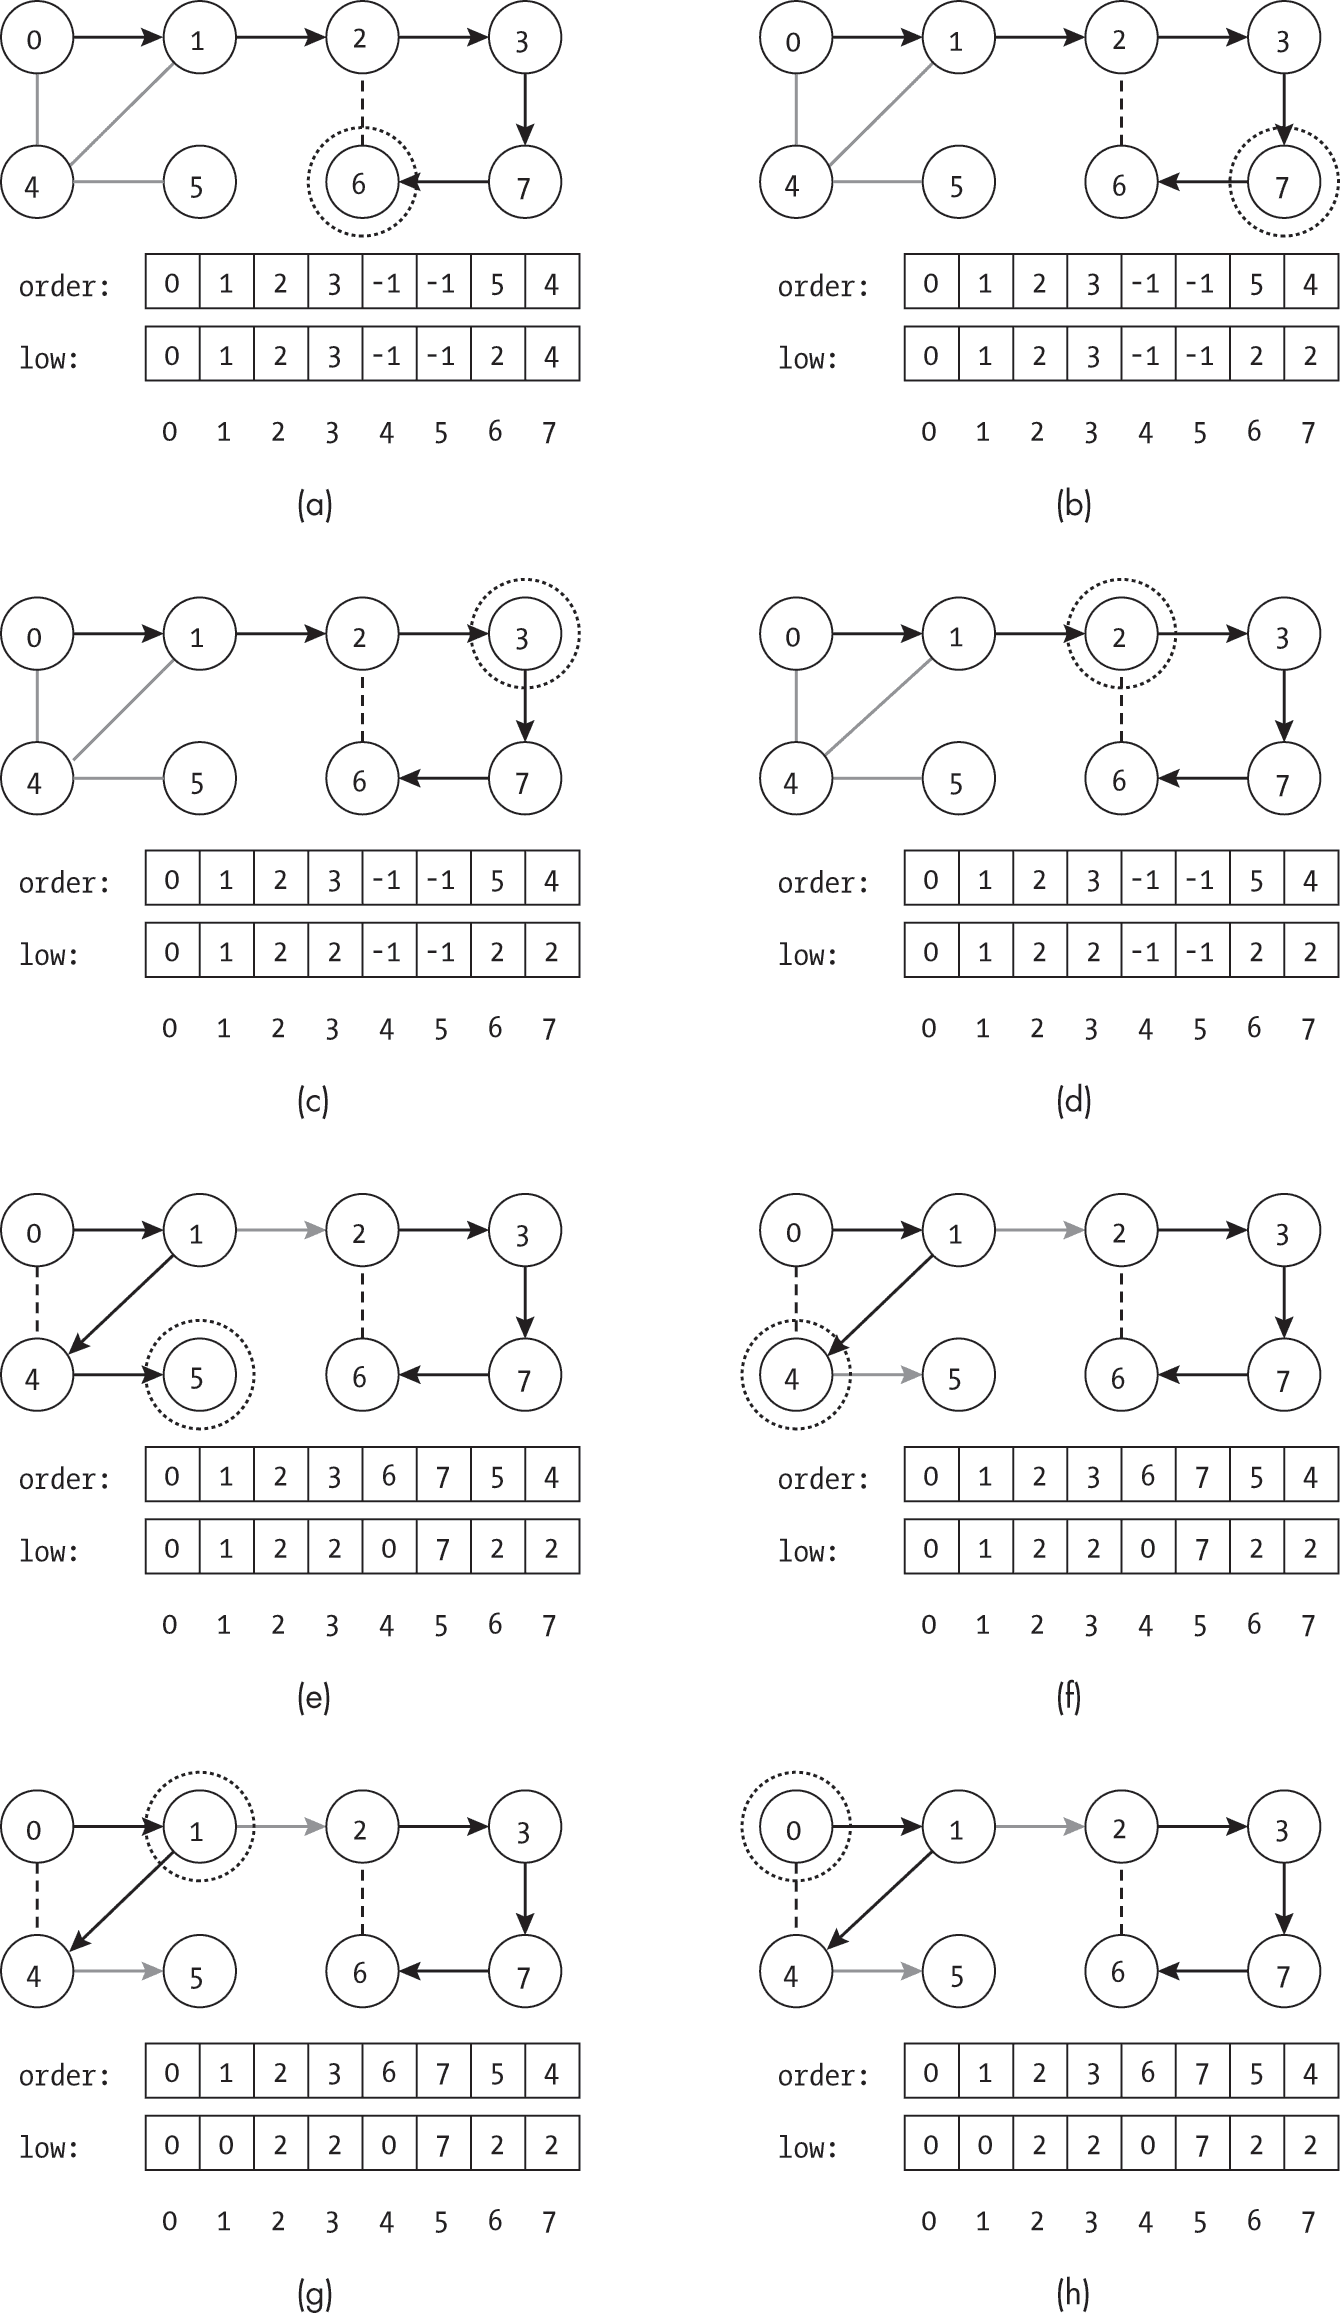 0 1 2 3
4 5 6 7
order: 0 1 2 3 -1 -1 5 4
low: 0 1 2 3 -1 -1 2 4
0 1 2 3 4 5 6 7
(a)
0 1 2 3
4 5 6 7
order: 0 1 2 3 -1 -1 5 4
low: 0 1 2 3 -1 -1 2 2
0 1 2 3 4 5 6 7
(b)
0 1 2 3
4 5 6 7
order: 0 1 2 3 -1 -1 5 4
low: 0 1 2 2 -1 -1 2 2
0 1 2 3 4 5 6 7
(c)
0 1 2 3
4 5 6 7
order: 0 1 2 3 -1 -1 5 4
low: 0 1 2 2 -1 -1 2 2
0 1 2 3 4 5 6 7
(d)
0 1 2 3
4 5 6 7
order: 0 1 2 3 6 7 5 4
low: 0 1 2 2 0 7 2 2
0 1 2 3 4 5 6 7
(e)
0 1 2 3
4 5 6 7
order: 0 1 2 3 6 7 5 4
low: 0 1 2 2 0 7 2 2
0 1 2 3 4 5 6 7
(f)
0 1 2 3
4 5 6 7
order: 0 1 2 3 6 7 5 4
low: 0 0 2 2 0 7 2 2
0 1 2 3 4 5 6 7
(g)
0 1 2 3
4 5 6 7
order: 0 1 2 3 6 7 5 4
low: 0 0 2 2 0 7 2 2
0 1 2 3 4 5 6 7
(h)